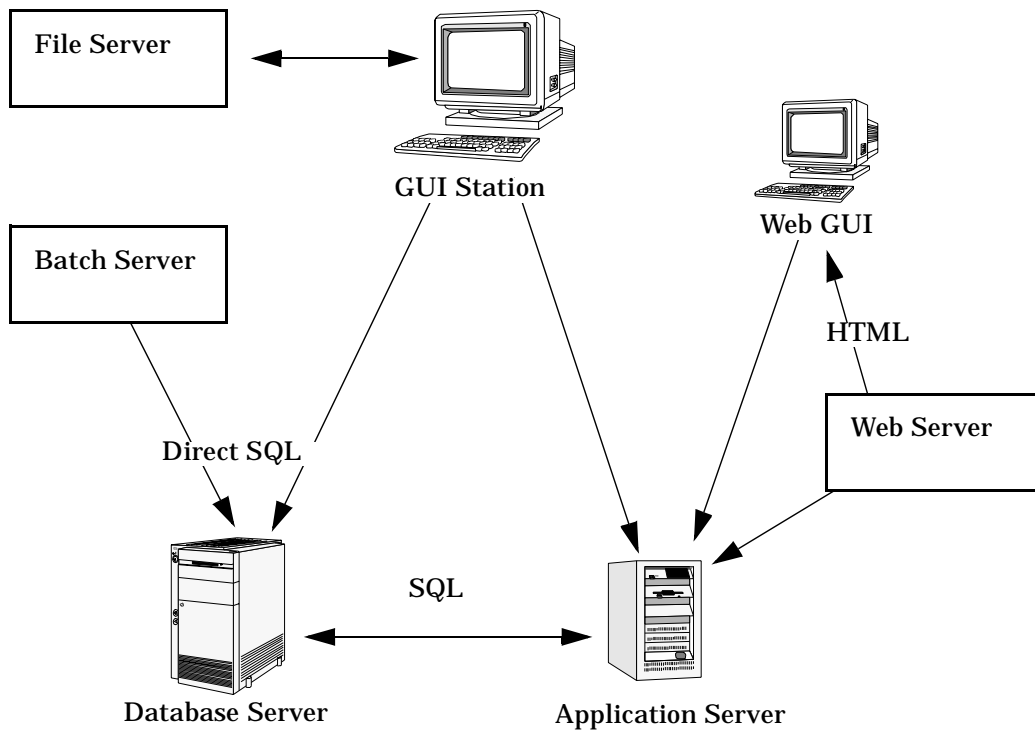 File Server
GUI Station
Web GUI
Batch Server
HTML
Web Server
Direct SQL
SQL
Database Server
Application Server